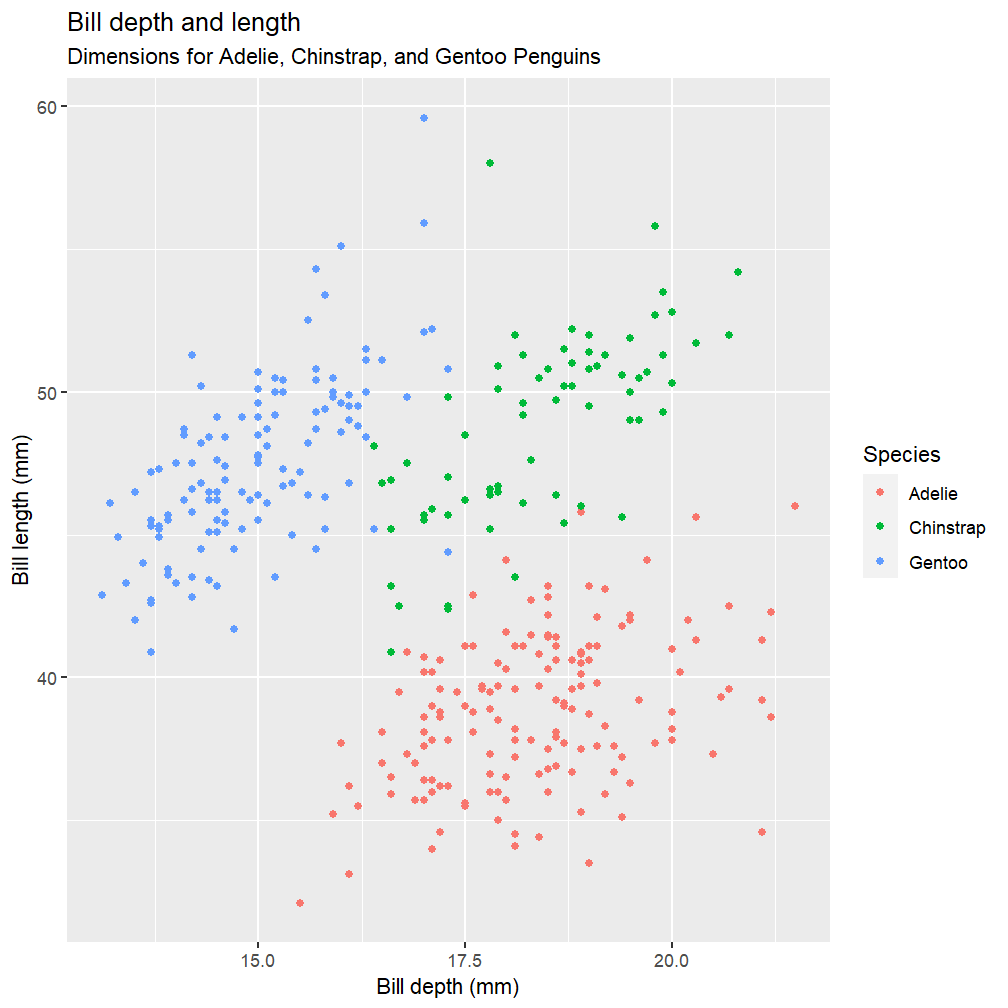 Bill depth and length
Dimensions for Adelie, Chinstrap, and Gentoo Penguins
60
50
40
Bill length (mm)
15.0
17.5
20.0
Bill depth (mm)
Species
Adelie
Chinstrap
Gentoo